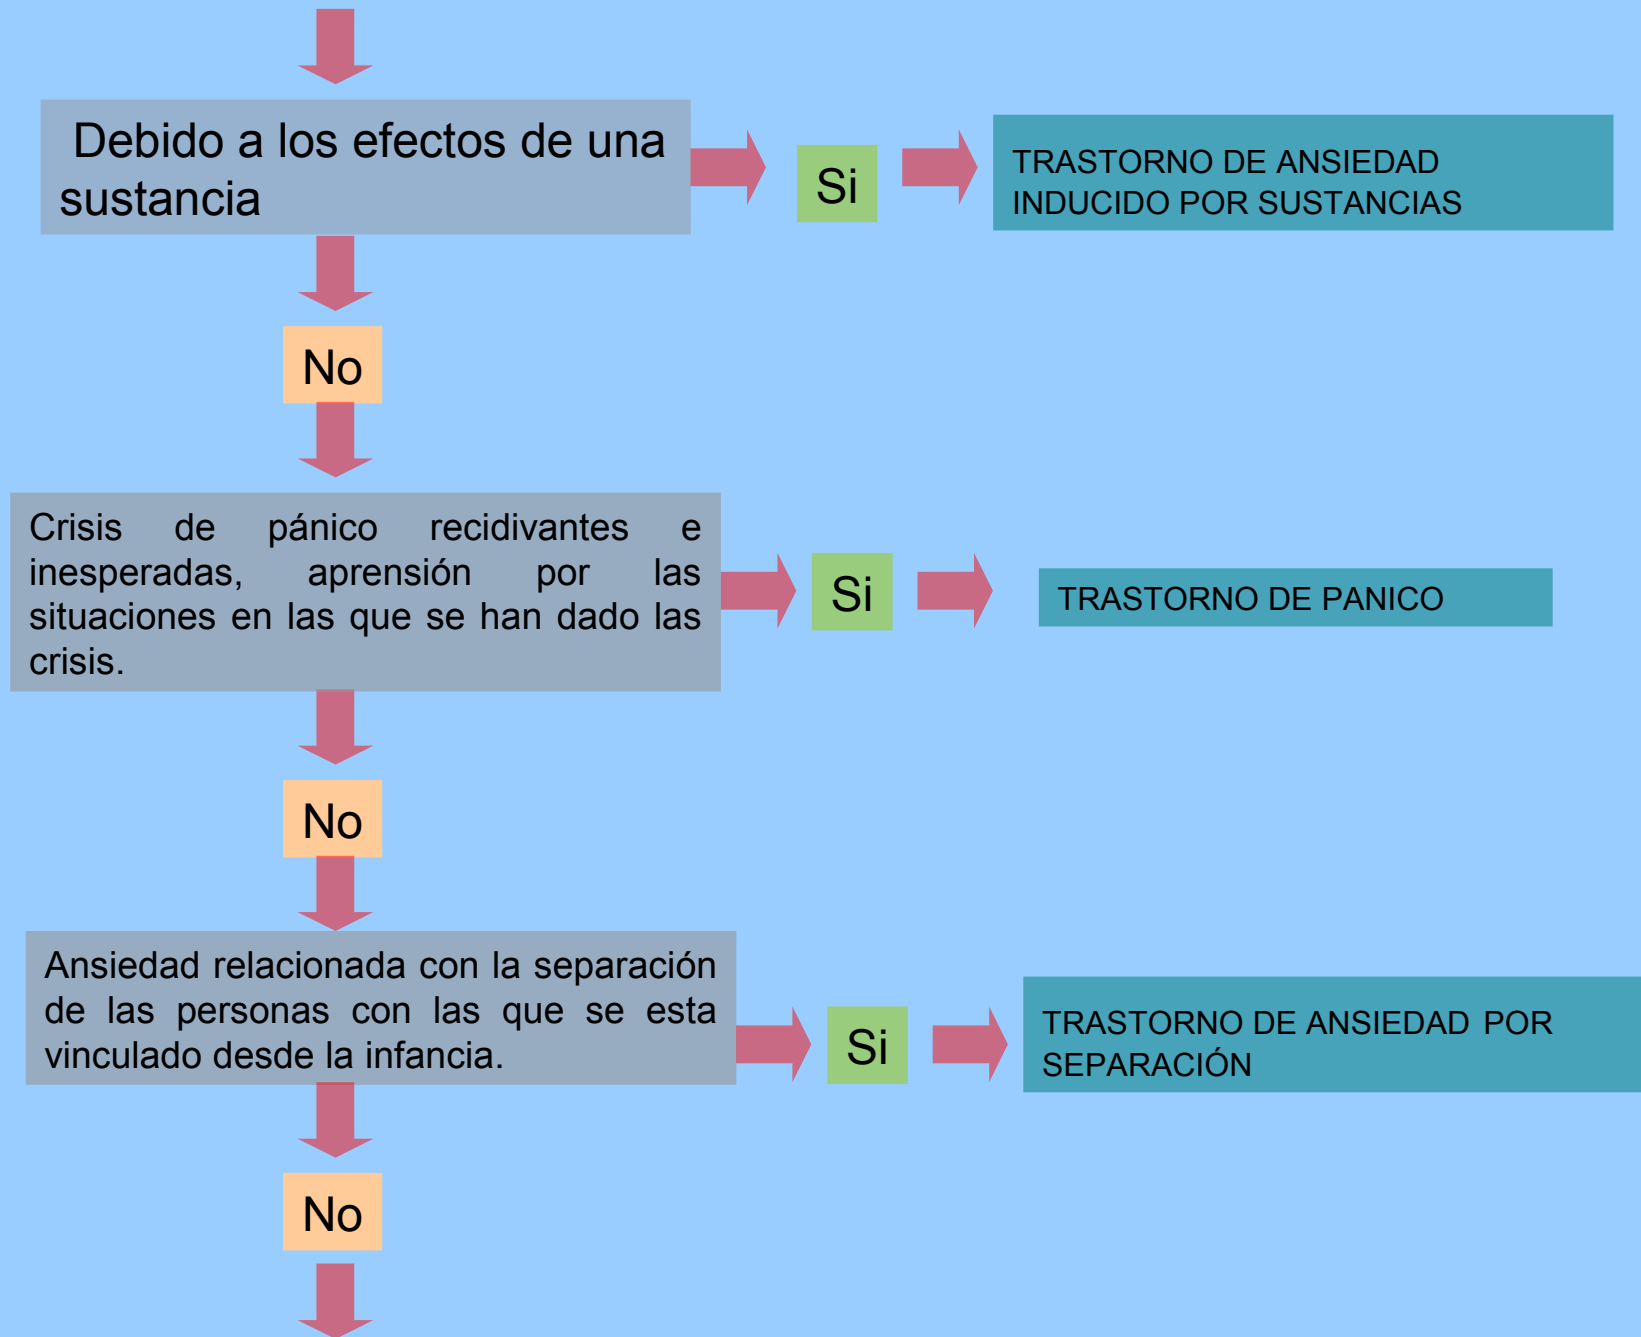 Debido a los efectos de una
sustancia
Si
TRASTORNO DE ANSIEDAD
INDUCIDO POR SUSTANCIAS
No
Crisis de pánico recidivantes e
inesperadas, aprensión por las
situaciones en las que se han dado las
crisis.
Si
TRASTORNO DE PANICO
No
Ansiedad relacionada con la separación
de las personas con las que se esta
vinculado desde la infancia.
Si
TRASTORNO DE ANSIEDAD POR
SEPARACIÓN
No